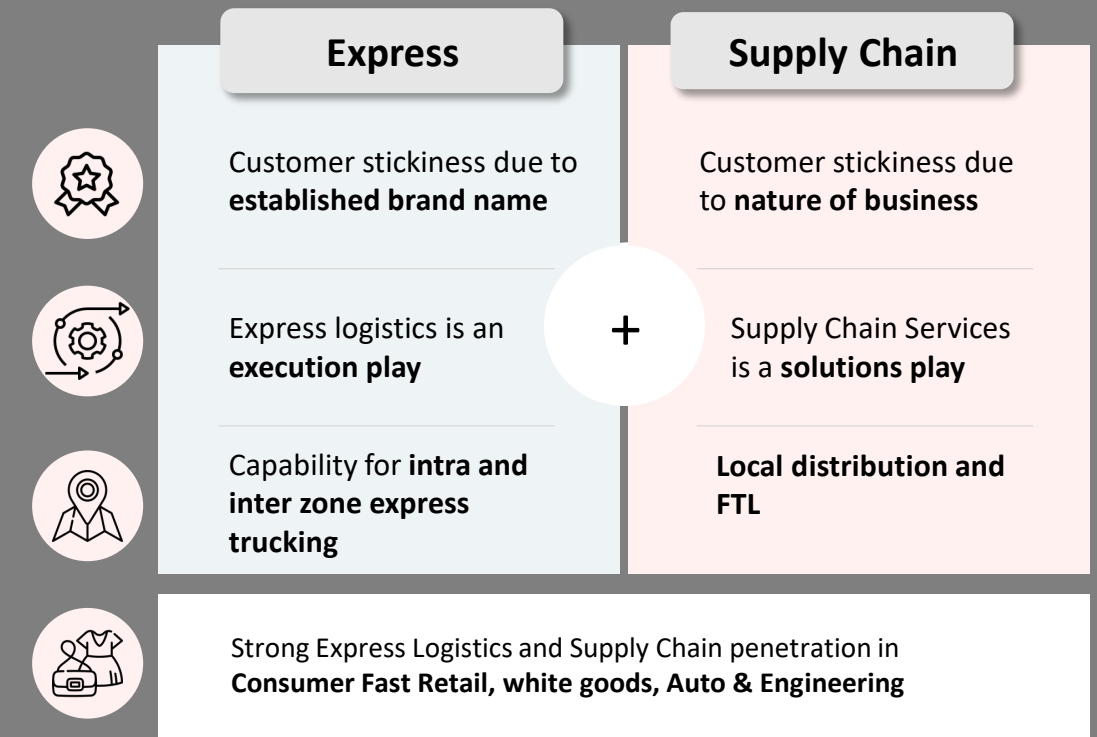 Express
Supply Chain
Customer stickiness due to
established brand name
Customer stickiness due
to nature of business
Express logistics is an
execution play
+
Supply Chain Services
is a solutions play
Capability for intra and
inter zone express
trucking
Local distribution and
FTL
Strong Express Logistics and Supply Chain penetration in
Consumer Fast Retail, white goods, Auto & Engineering